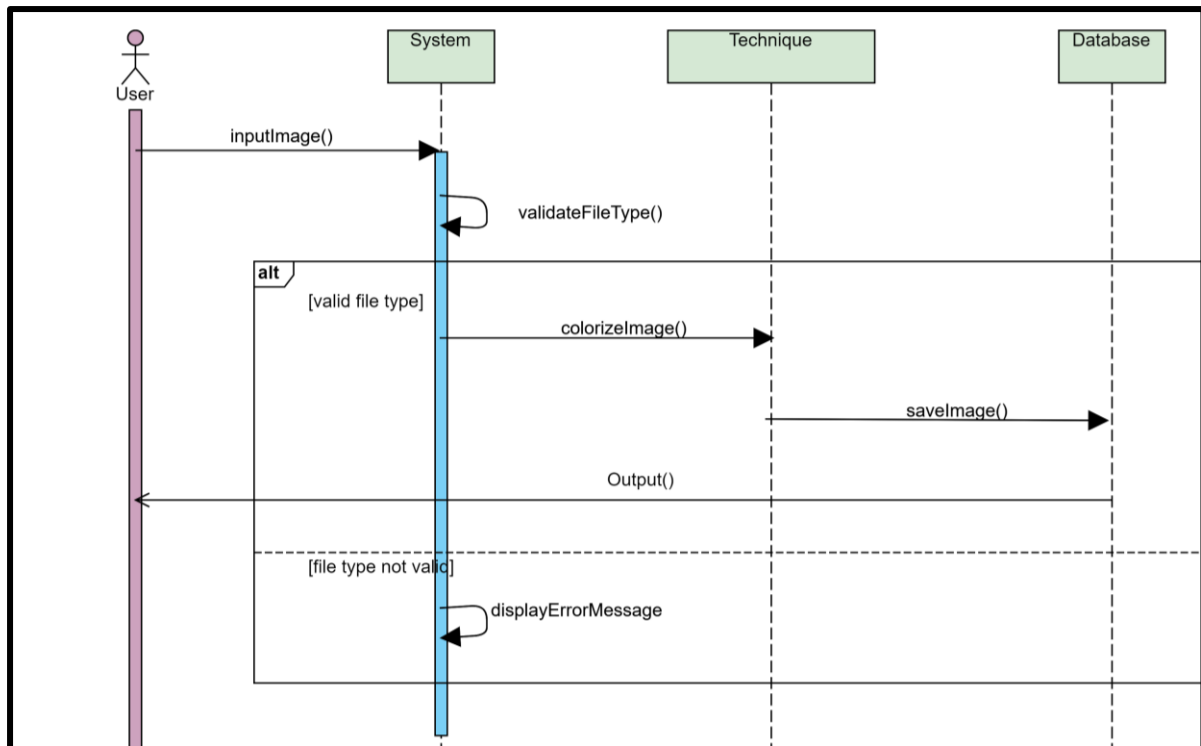 System
Technique
Database
User
inputImage()
validateFileType()
alt
[valid file type]
colorizeImage()
saveImage()
Output()
[file type not valid]
displayErrorMessage